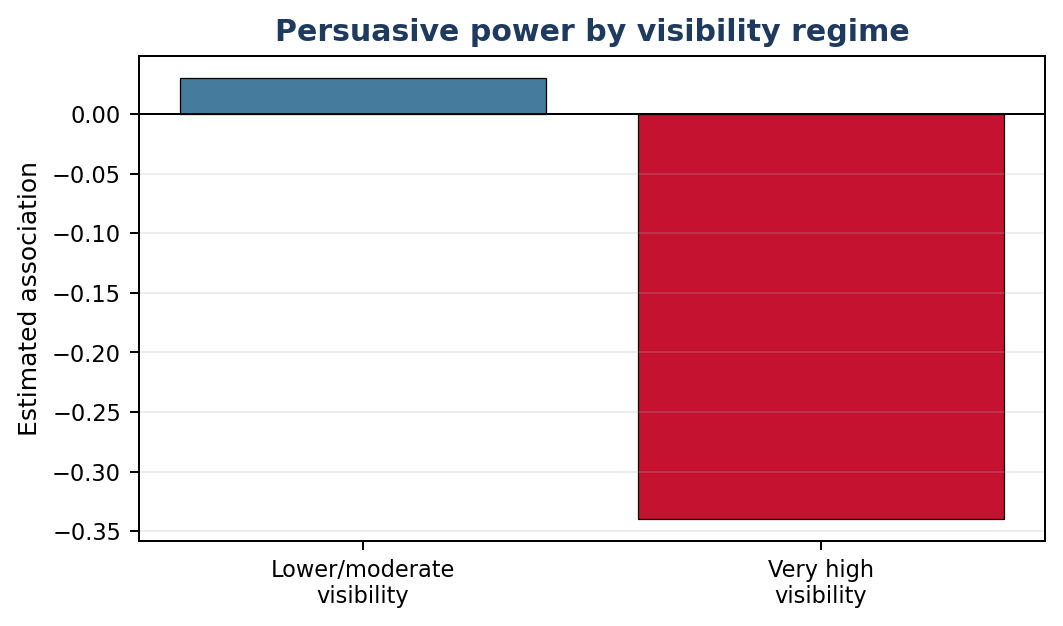 Persuasive power by visibility regime
Estimated association
0.00
−0.05
−0.10
−0.15
−0.20
−0.25
−0.30
−0.35
Lower/moderate
visibility
Very high
visibility